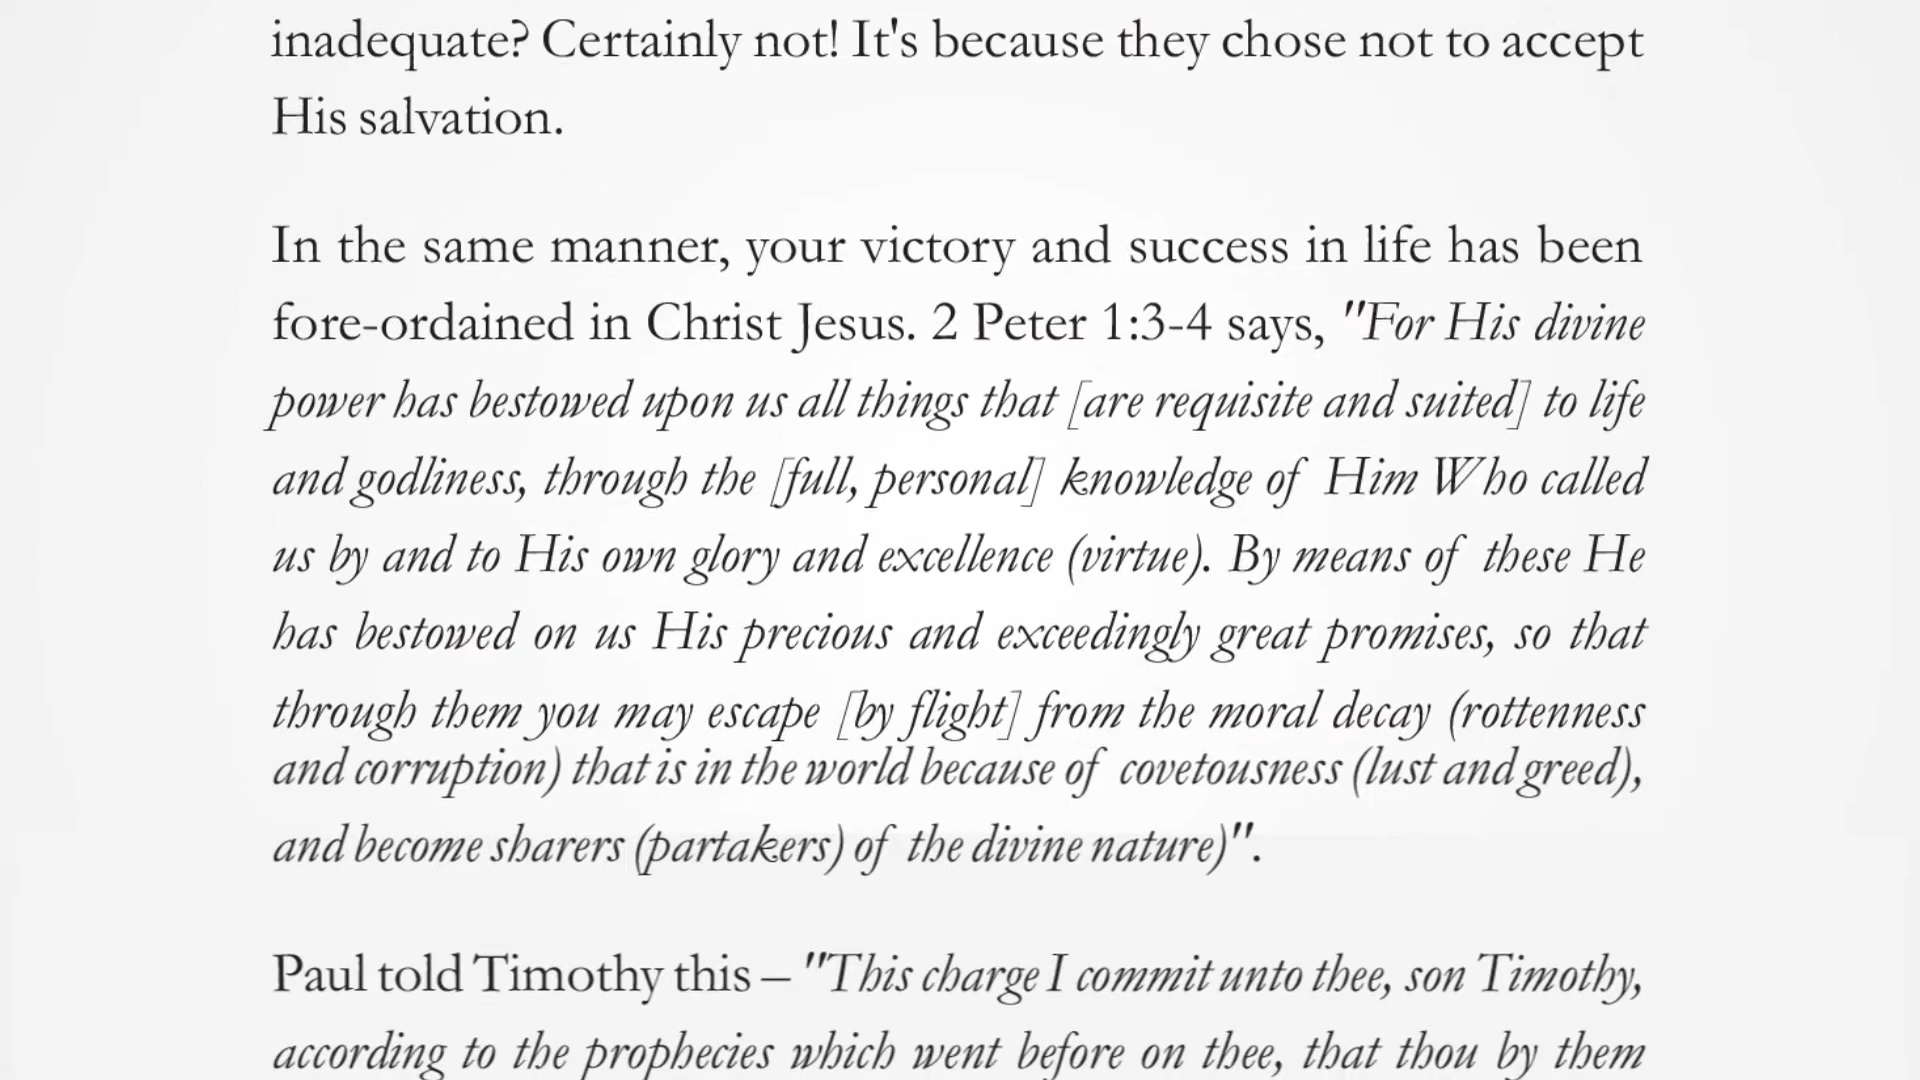 inadequate? Certainly not! It's because they chose not to accept
His salvation.
In the same manner, your victory and success in life has been
fore-ordained in Christ Jesus. 2 Peter 1:3-4 says, "For His divine
power has bestowed upon us all things that [are requisite and suited] to life
and godliness, through the [full, personal] knowledge of Him Who called
us by and to His own glory and excellence (virtue). By means of these He
has bestowed on us His precious and exceedingly great promises, so that
through them you may escape [by flight] from the moral decay (rottenness
and corruption) that is in the world because of covetousness (lust and greed),
and become sharers (partakers) of the divine nature)".
Paul told Timothy this – "This charge I commit unto thee, son Timothy,
according to the prophecies which went before on thee, that thou by them